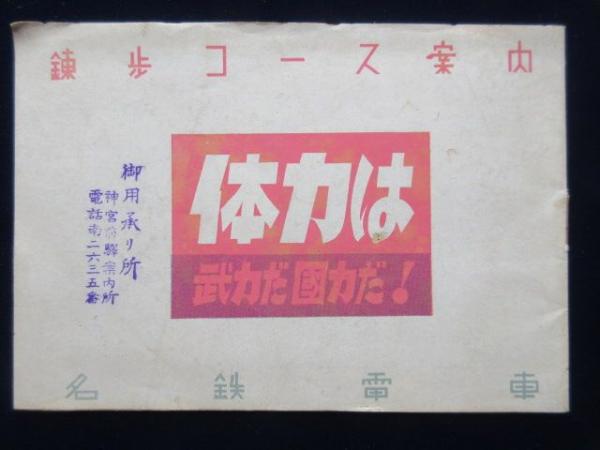 錬歩コース案内
体力は
武力だ國力だ!
御用承り所
神宮前驛案内所
電話南二六三五番
名鉄電車